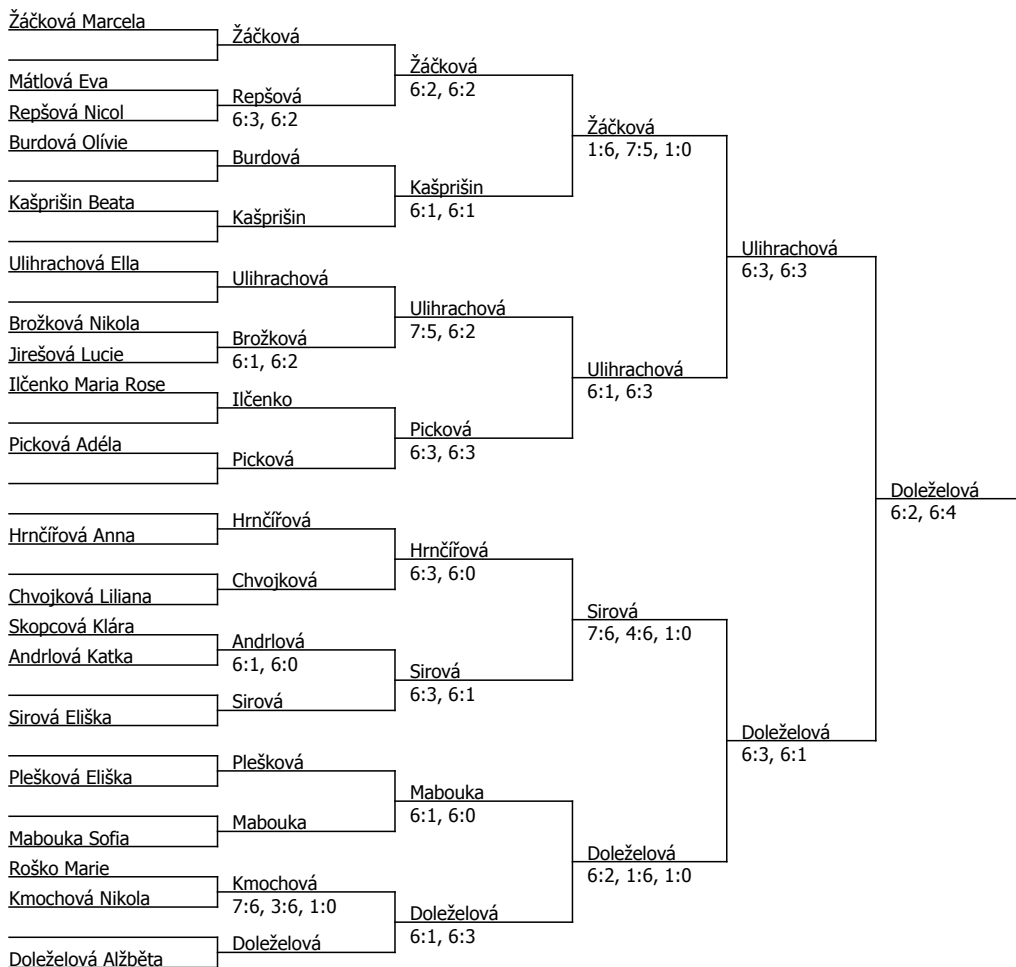 Žáčková Marcela
Mátlová Eva
Repšová Nicol
Burdová Olívie
Kašprišin Beata
Ulihrachová Ella
Brožková Nikola
Jirešová Lucie
Ilčenko Maria Rose
Picková Adéla
Hrnčířová Anna
Chvojková Liliana
Skopcová Klára
Andrlová Katka
Sirová Eliška
Plešková Eliška
Mabouka Sofia
Roško Marie
Kmochová Nikola
Doleželová Alžběta
Žáčková
Repšová
6:3, 6:2
Burdová
Kašprišin
Ulihrachová
Brožková
6:1, 6:2
Ilčenko
Picková
Hrnčířová
Chvojková
Andrlová
6:1, 6:0
Sirová
Plešková
Mabouka
Kmochová
7:6, 3:6, 1:0
Doleželová
Žáčková
6:2, 6:2
Kašprišin
6:1, 6:1
Ulihrachová
7:5, 6:2
Picková
6:3, 6:3
Hrnčířová
6:3, 6:0
Sirová
6:3, 6:1
Mabouka
6:1, 6:0
Doleželová
6:1, 6:3
Žáčková
1:6, 7:5, 1:0
Ulihrachová
6:1, 6:3
Sirová
7:6, 4:6, 1:0
Doleželová
6:2, 1:6, 1:0
Ulihrachová
6:3, 6:3
Doleželová
6:3, 6:1
Doleželová
6:2, 6:4